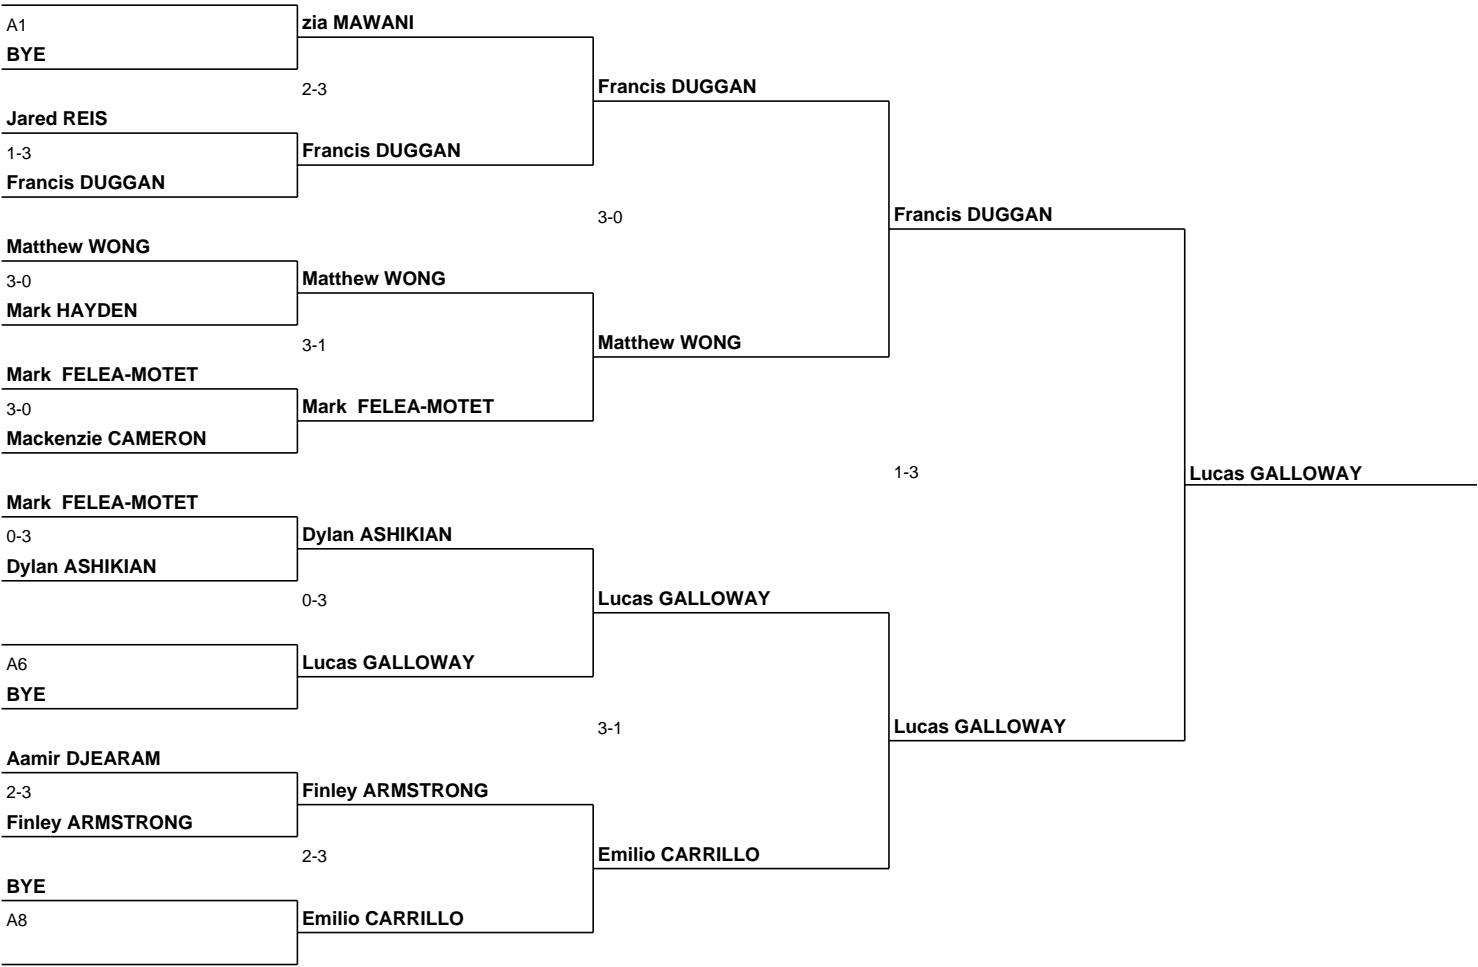 A1
BYE
zia MAWANI
2-3
Jared REIS
1-3
Francis DUGGAN
Francis DUGGAN
Francis DUGGAN
3-0
Matthew WONG
3-0
Mark HAYDEN
Matthew WONG
3-1
Mark  FELEA-MOTET
3-0
Mackenzie CAMERON
Mark  FELEA-MOTET
Matthew WONG
Francis DUGGAN
1-3
Mark  FELEA-MOTET
0-3
Dylan ASHIKIAN
Dylan ASHIKIAN
0-3
A6
BYE
Lucas GALLOWAY
Lucas GALLOWAY
3-1
Aamir DJEARAM
2-3
Finley ARMSTRONG
Finley ARMSTRONG
2-3
BYE
A8
Emilio CARRILLO
Emilio CARRILLO
Lucas GALLOWAY
Lucas GALLOWAY